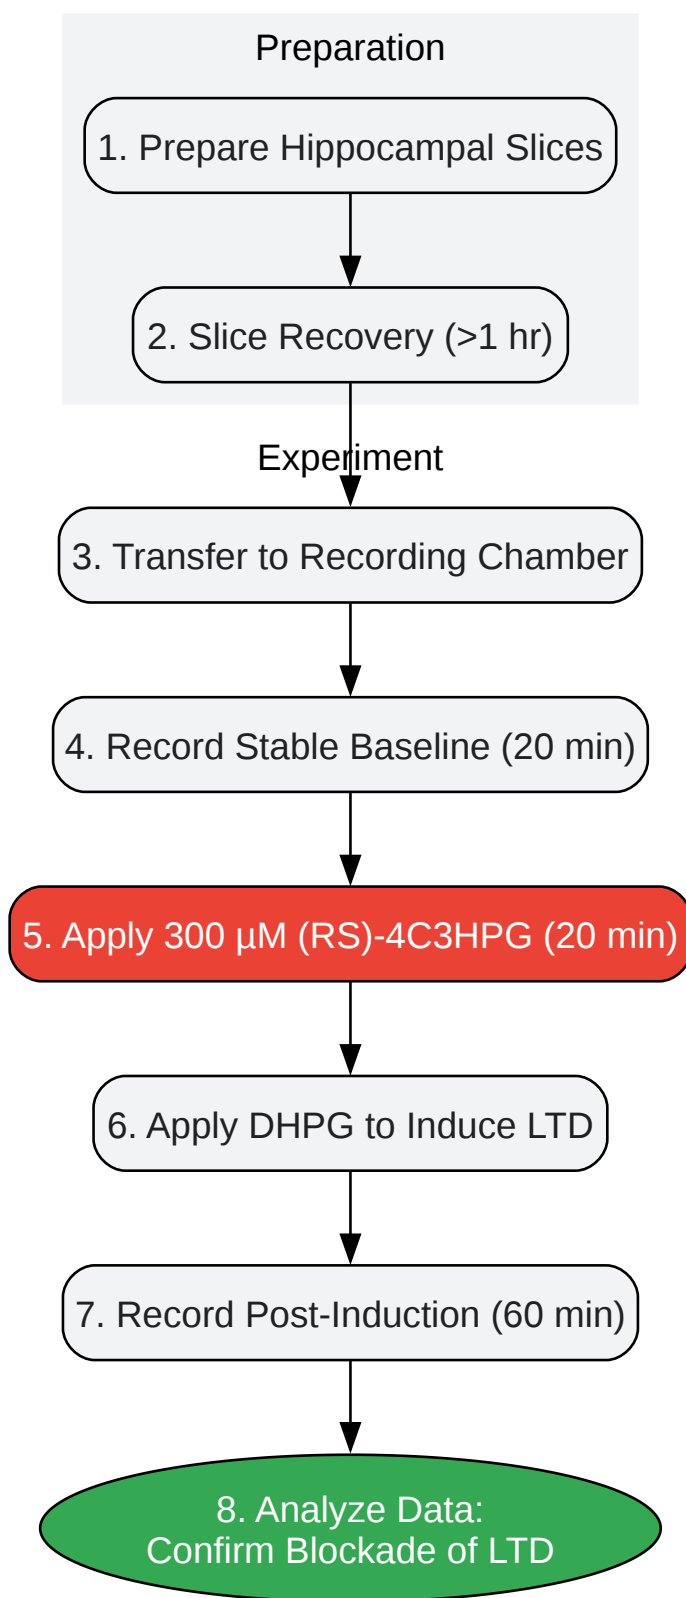 Preparation
1. Prepare Hippocampal Slices
2. Slice Recovery (>1 hr)
Experiment
3. Transfer to Recording Chamber
4. Record Stable Baseline (20 min)
5. Apply 300 µM (RS)-4C3HPG (20 min)
6. Apply DHPG to Induce LTD
7. Record Post-Induction (60 min)
8. Analyze Data:
Confirm Blockade of LTD